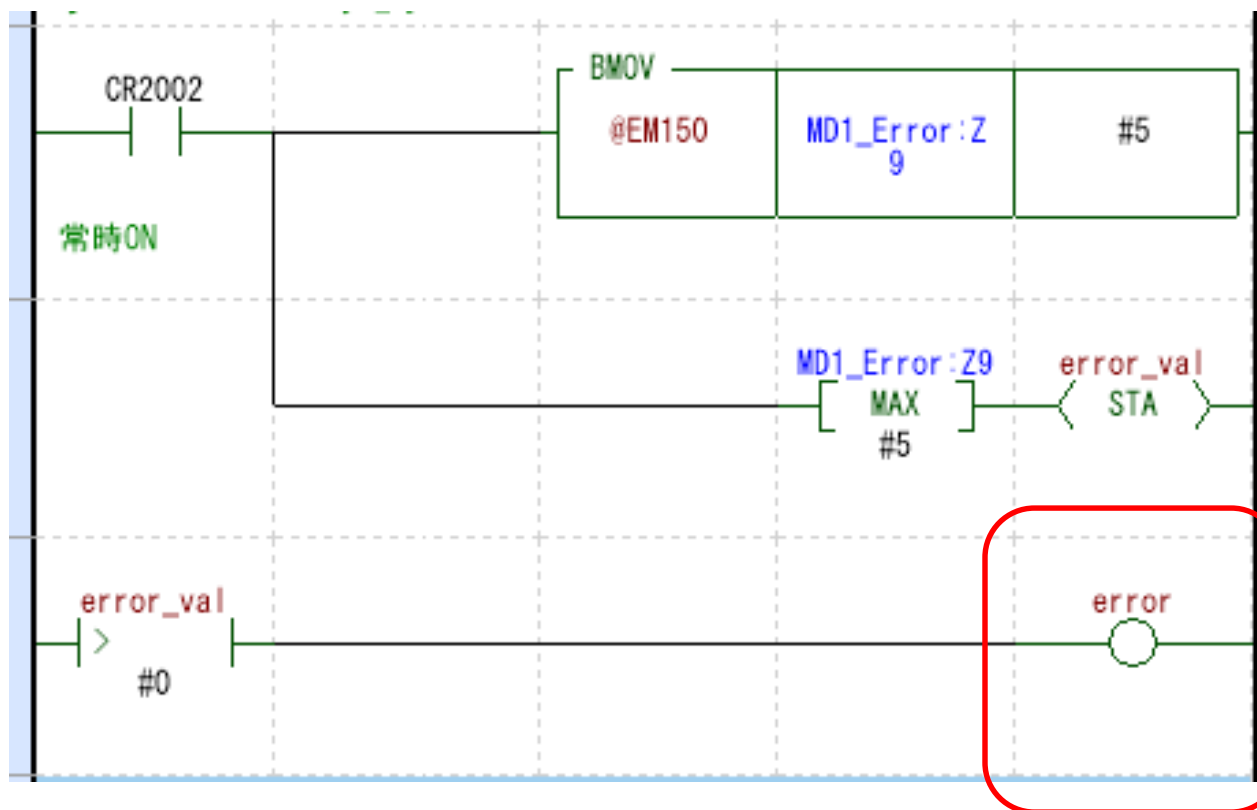 CR2002
BMOV
@EM150
MD1_Error:Z
9
#5
常時ON
MD1_Error:Z9
MAX
#5
error_val
STA
error_val
>
#0
error